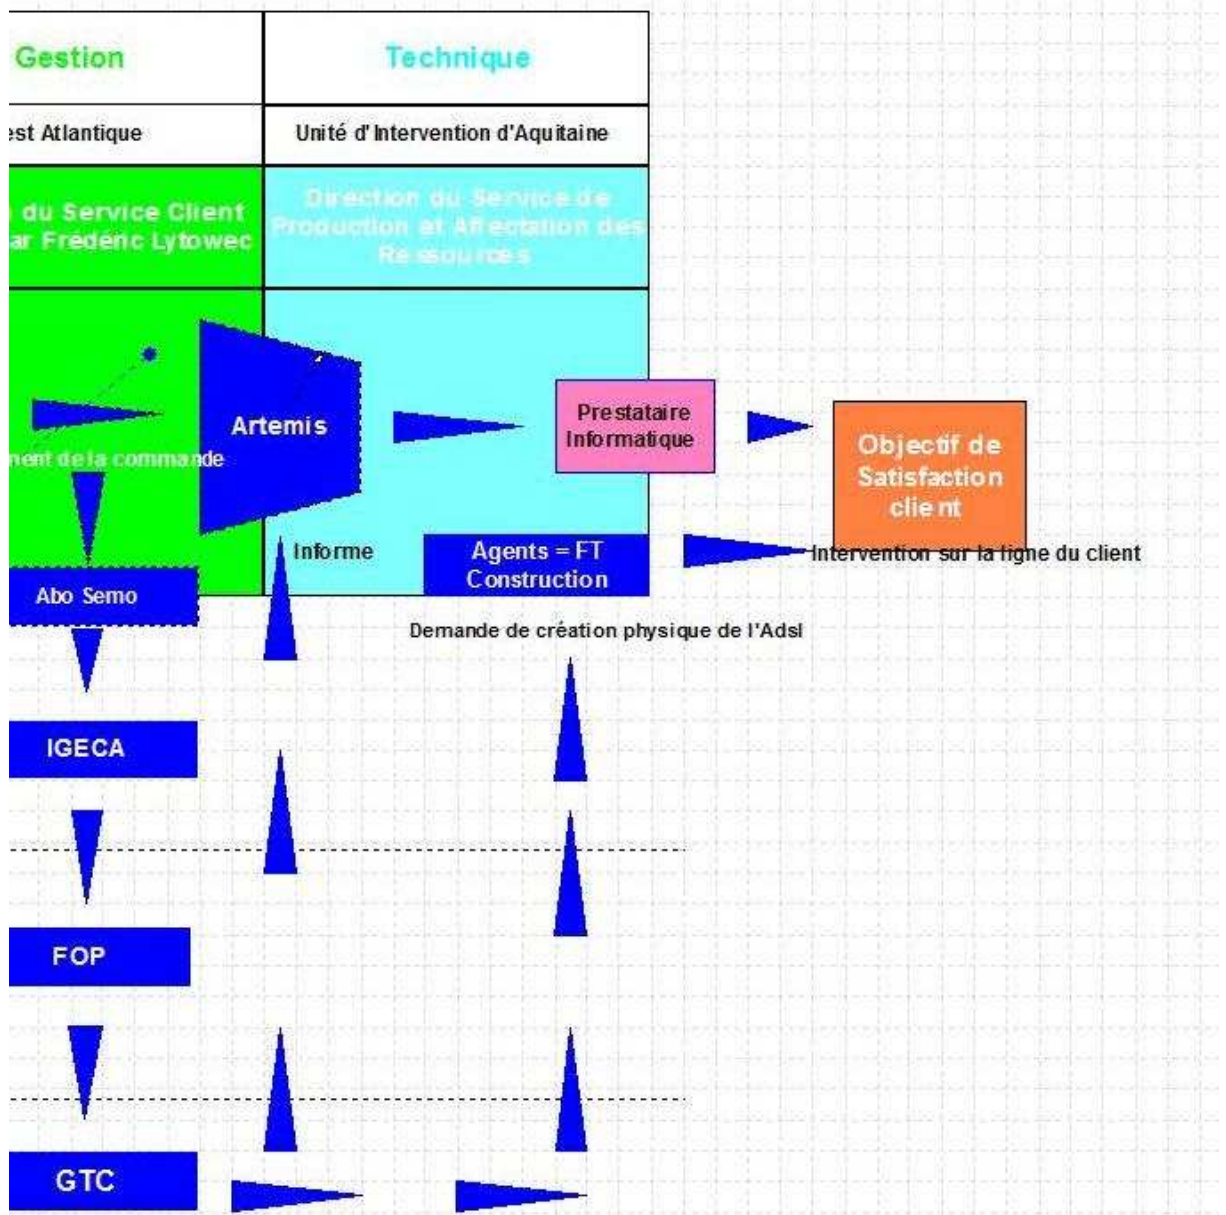 Gestion
Technique
est Atlantique
Unité d'Intervention d'Aquitaine
du Service Client
ar Frédéric Lytowec
Direction du Service de
Production et Affectation des
Ressources
Artemis
Prestataire
Informatique
Objectif de
Satisfaction
client
ment de la commande
Informe
Agents = FT
Construction
Intervention sur la ligne du client
Abo Semo
Demande de création physique de l'Adsl
IGECA
FOP
GTC